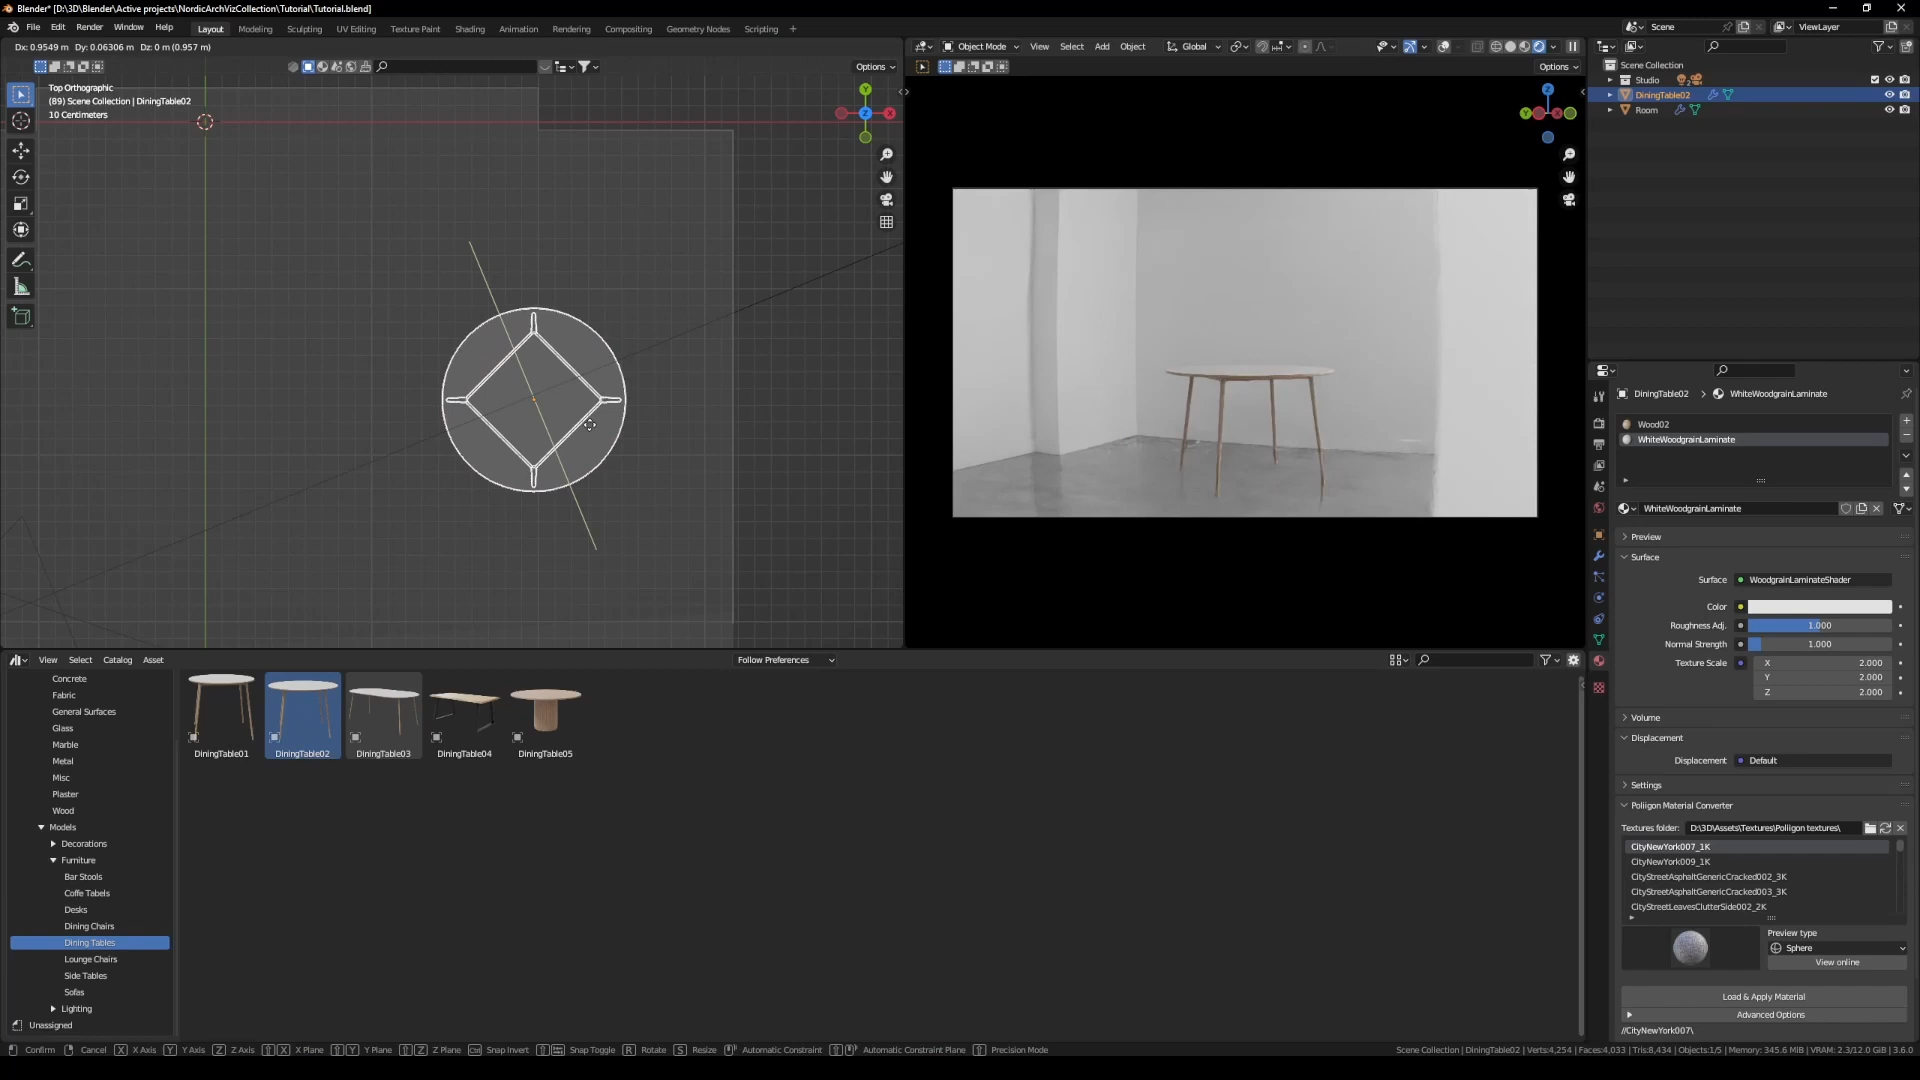 Blender* [D:\3D\Blender\Active projects\NordicArchVizCollection\Tutorial\Tutorial.blend]
File Edit Render Window Help Layout Modeling Sculpting UV Editing Texture Paint Shading Animation Rendering Compositing Geometry Nodes Scripting + Scene ViewLayer
Dx: 0.9549 m Dy: 0.06306 m Dz: 0 m (0.957 m)
Object Mode View Select Add Object Global
Options
Options
Top Orthographic
(89) Scene Collection | DiningTable02
10 Centimeters
Y
X
Z
Z
Y
X
Scene Collection
Studio 2
DiningTable02
Room
DiningTable02 WhiteWoodgrainLaminate
Wood02
WhiteWoodgrainLaminate
WhiteWoodgrainLaminate
Preview
Surface
Surface WoodgrainLaminateShader
Color
Roughness Adj. 1.000
Normal Strength 1.000
Texture Scale X 2.000
Y 2.000
Z 2.000
Volume
Displacement
Displacement Default
Settings
Poliigon Material Converter
Textures folder: D:\3D\Assets\Textures\Poliigon textures\
CityNewYork007_1K
CityNewYork009_1K
CityStreetAsphaltGenericCracked002_3K
CityStreetAsphaltGenericCracked003_3K
CityStreetLeavesClutterSide002_2K
Preview type
Sphere
View online
Load & Apply Material
Advanced Options
//CityNewYork007\
View Select Catalog Asset Follow Preferences
Concrete
Fabric
General Surfaces
Glass
Marble
Metal
Misc
Plaster
Wood
Models
Decorations
Furniture
Bar Stools
Coffe Tabels
Desks
Dining Chairs
Dining Tables
Lounge Chairs
Side Tables
Sofas
Lighting
Unassigned
DiningTable01 DiningTable02 DiningTable03 DiningTable04 DiningTable05
Confirm Cancel X X Axis Y Y Axis Z Z Axis X X Plane Y Y Plane Z Z Plane Ctrl Snap Invert Snap Toggle R Rotate S Resize Automatic Constraint Automatic Constraint Plane Precision Mode
Scene Collection | DiningTable02 | Verts:4,254 | Faces:4,033 | Tris:8,434 | Objects:1/5 | Memory: 345.6 MiB | VRAM: 2.3/12.0 GiB | 3.6.0